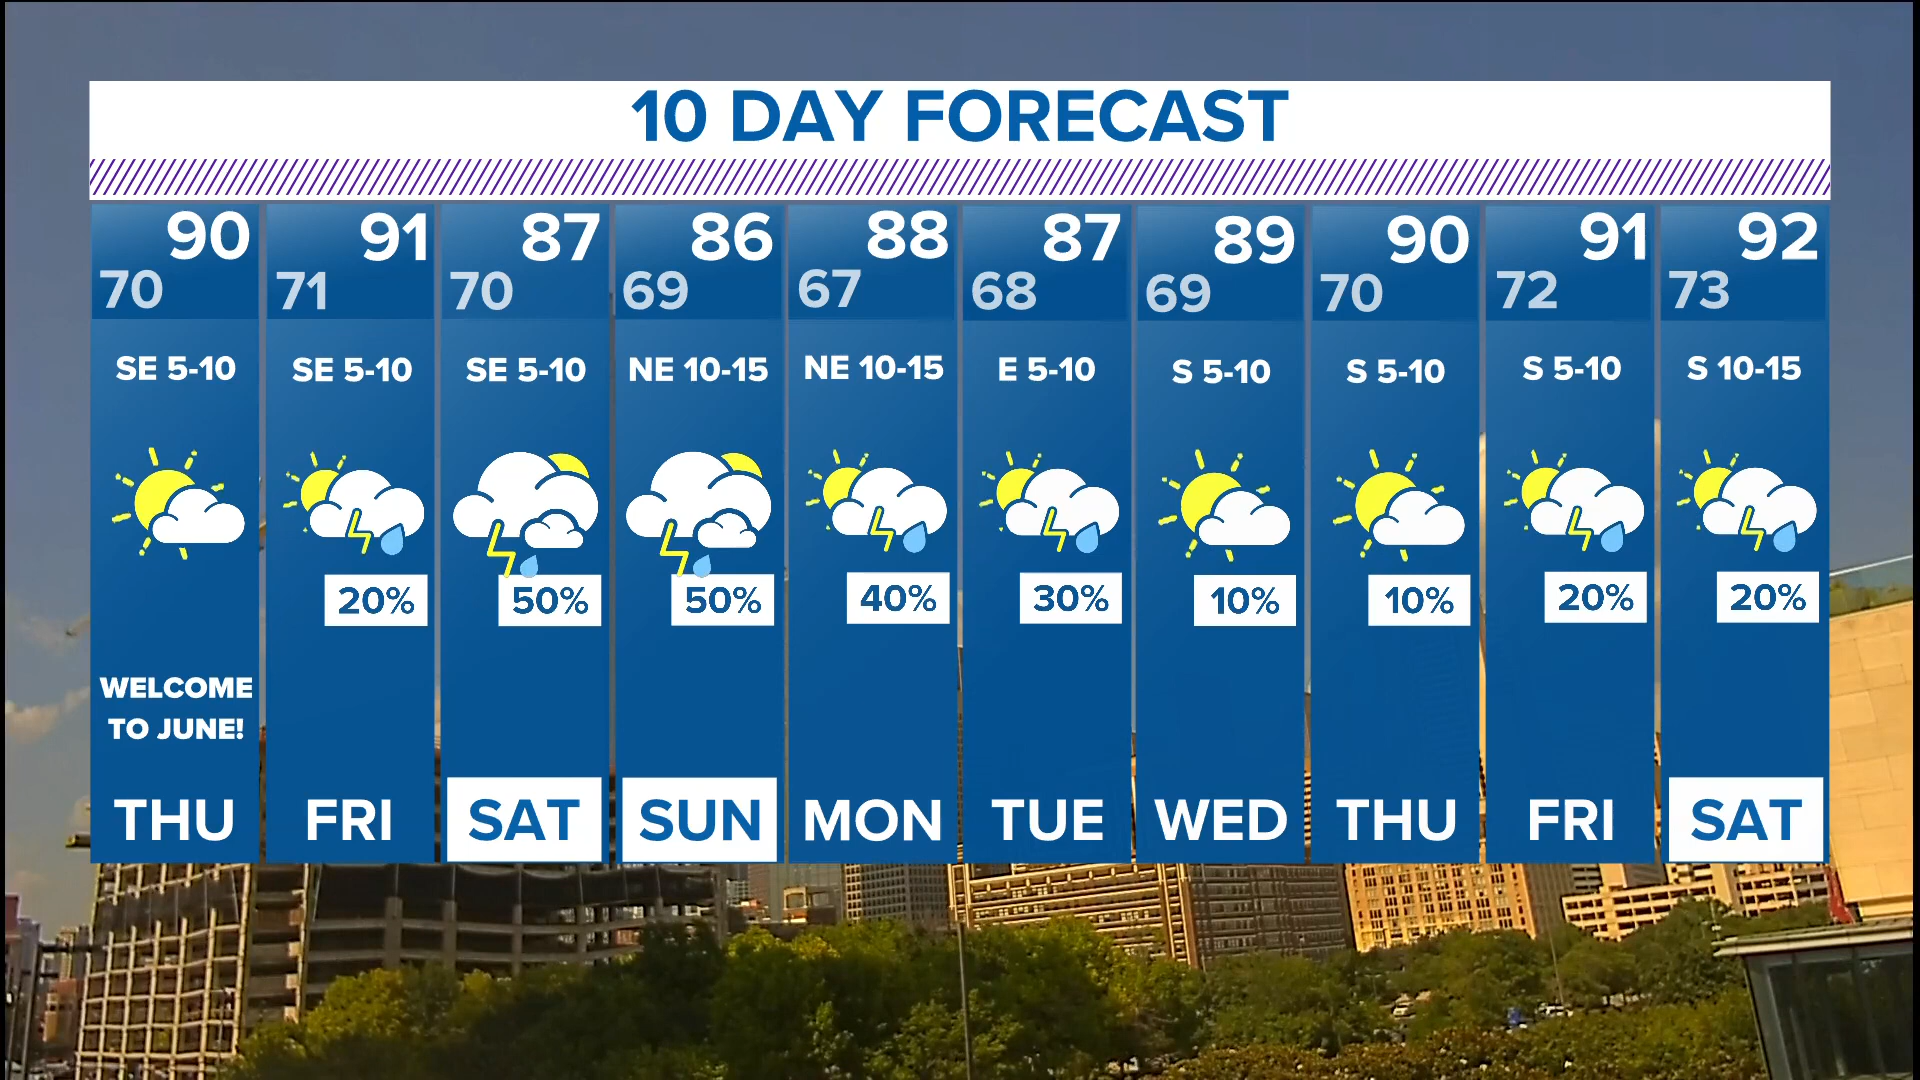 10 DAY FORECAST
90 91 87 86 88 87 89 90 91 92
70 71 70 69 67 68 69 70 72 73
SE 5-10 SE 5-10 SE 5-10 NE 10-15 NE 10-15 E 5-10 S 5-10 S 5-10 S 5-10 S 10-15
20% 50% 50% 40% 30% 10% 10% 20% 20%
WELCOME
TO JUNE!
THU FRI SAT SUN MON TUE WED THU FRI SAT